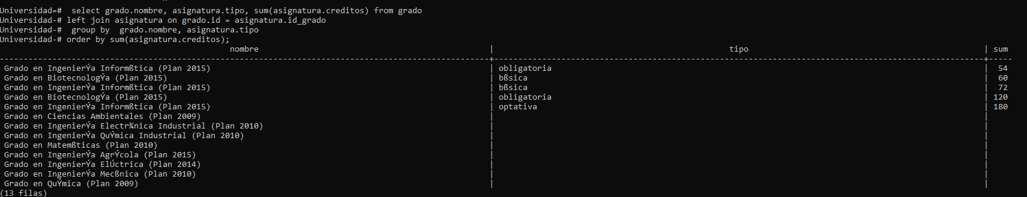 Universidad=#  select grado.nombre, asignatura.tipo, sum(asignatura.creditos) from grado
Universidad-# left join asignatura on grado.id = asignatura.id_grado
Universidad-#  group by  grado.nombre, asignatura.tipo
Universidad-# order by sum(asignatura.creditos);
nombre | tipo | sum
Grado en IngenierÝa Informßtica (Plan 2015) | obligatoria | 54
Grado en BiotecnologÝa (Plan 2015) | bßsica | 60
Grado en IngenierÝa Informßtica (Plan 2015) | bßsica | 72
Grado en BiotecnologÝa (Plan 2015) | obligatoria | 120
Grado en IngenierÝa Informßtica (Plan 2015) | optativa | 180
Grado en Ciencias Ambientales (Plan 2009) | |
Grado en IngenierÝa Electr¾nica Industrial (Plan 2010) | |
Grado en IngenierÝa QuÝmica Industrial (Plan 2010) | |
Grado en Matemßticas (Plan 2010) | |
Grado en IngenierÝa AgrÝcola (Plan 2015) | |
Grado en IngenierÝa ElÚctrica (Plan 2014) | |
Grado en IngenierÝa Mecßnica (Plan 2010) | |
Grado en QuÝmica (Plan 2009) | |
(13 filas)